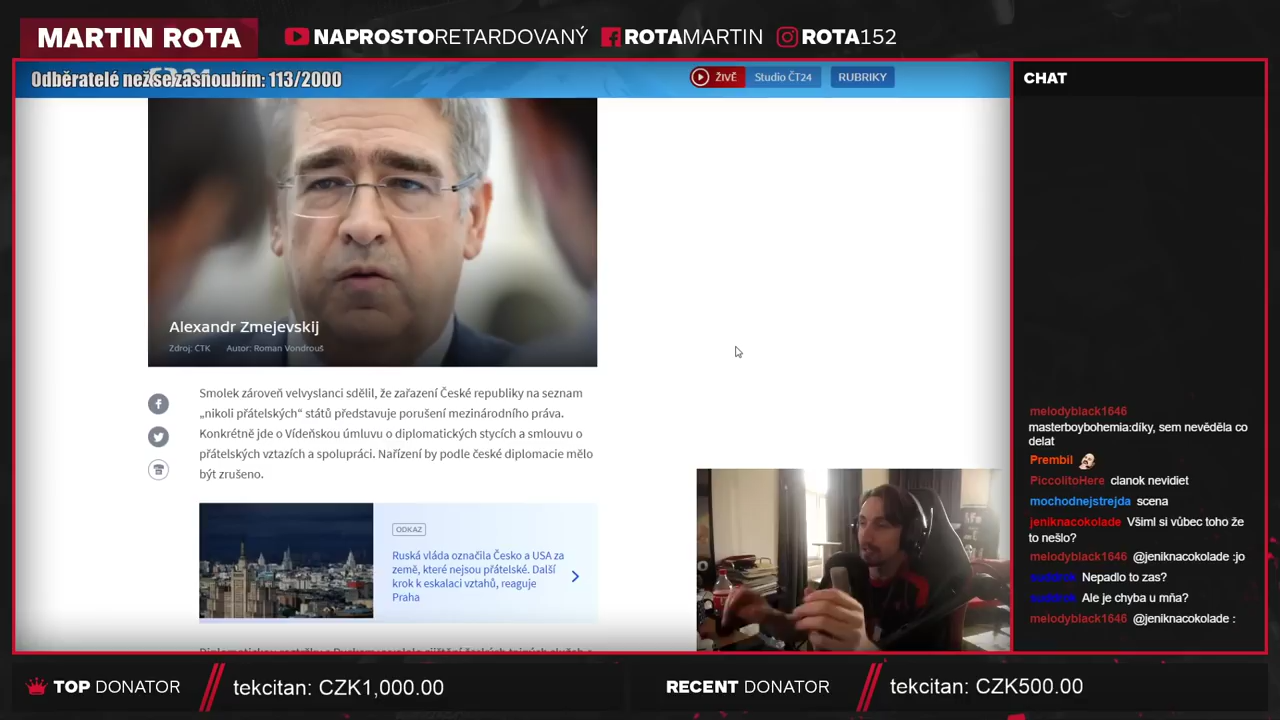 MARTIN ROTA
NAPROSTORETARDOVANÝ
ROTAMARTIN
ROTA152
Odběratelé než se zasnoubím: 113/2000
ŽIVĚ
Studio ČT24
RUBRIKY
Alexandr Zmejevskij
Zdroj: ČTK Autor: Roman Vondrouš
Smolek zároveň velvyslanci sdělil, že zařazení České republiky na seznam
„nikoli přátelských“ států představuje porušení mezinárodního práva.
Konkrétně jde o Vídeňskou úmluvu o diplomatických stycích a smlouvu o
přátelských vztazích a spolupráci. Nařízení by podle české diplomacie mělo
být zrušeno.
ODKAZ
Ruská vláda označila Česko a USA za
země, které nejsou přátelské. Další
krok k eskalaci vztahů, reaguje
Praha
CHAT
melodyblack1646
masterboybohemia:díky, sem nevěděla co
delat
Prembil
PiccolitoHere clanok nevidiet
mochodnejstrejda scena
jeniknacokolade Všiml si vůbec toho že
to nešlo?
melodyblack1646 @jeniknacokolade :jo
Nepadlo to zas?
Ale je chyba u mňa?
melodyblack1646 @jeniknacokolade :
TOP DONATOR
tekcitan: CZK1,000.00
RECENT DONATOR
tekcitan: CZK500.00